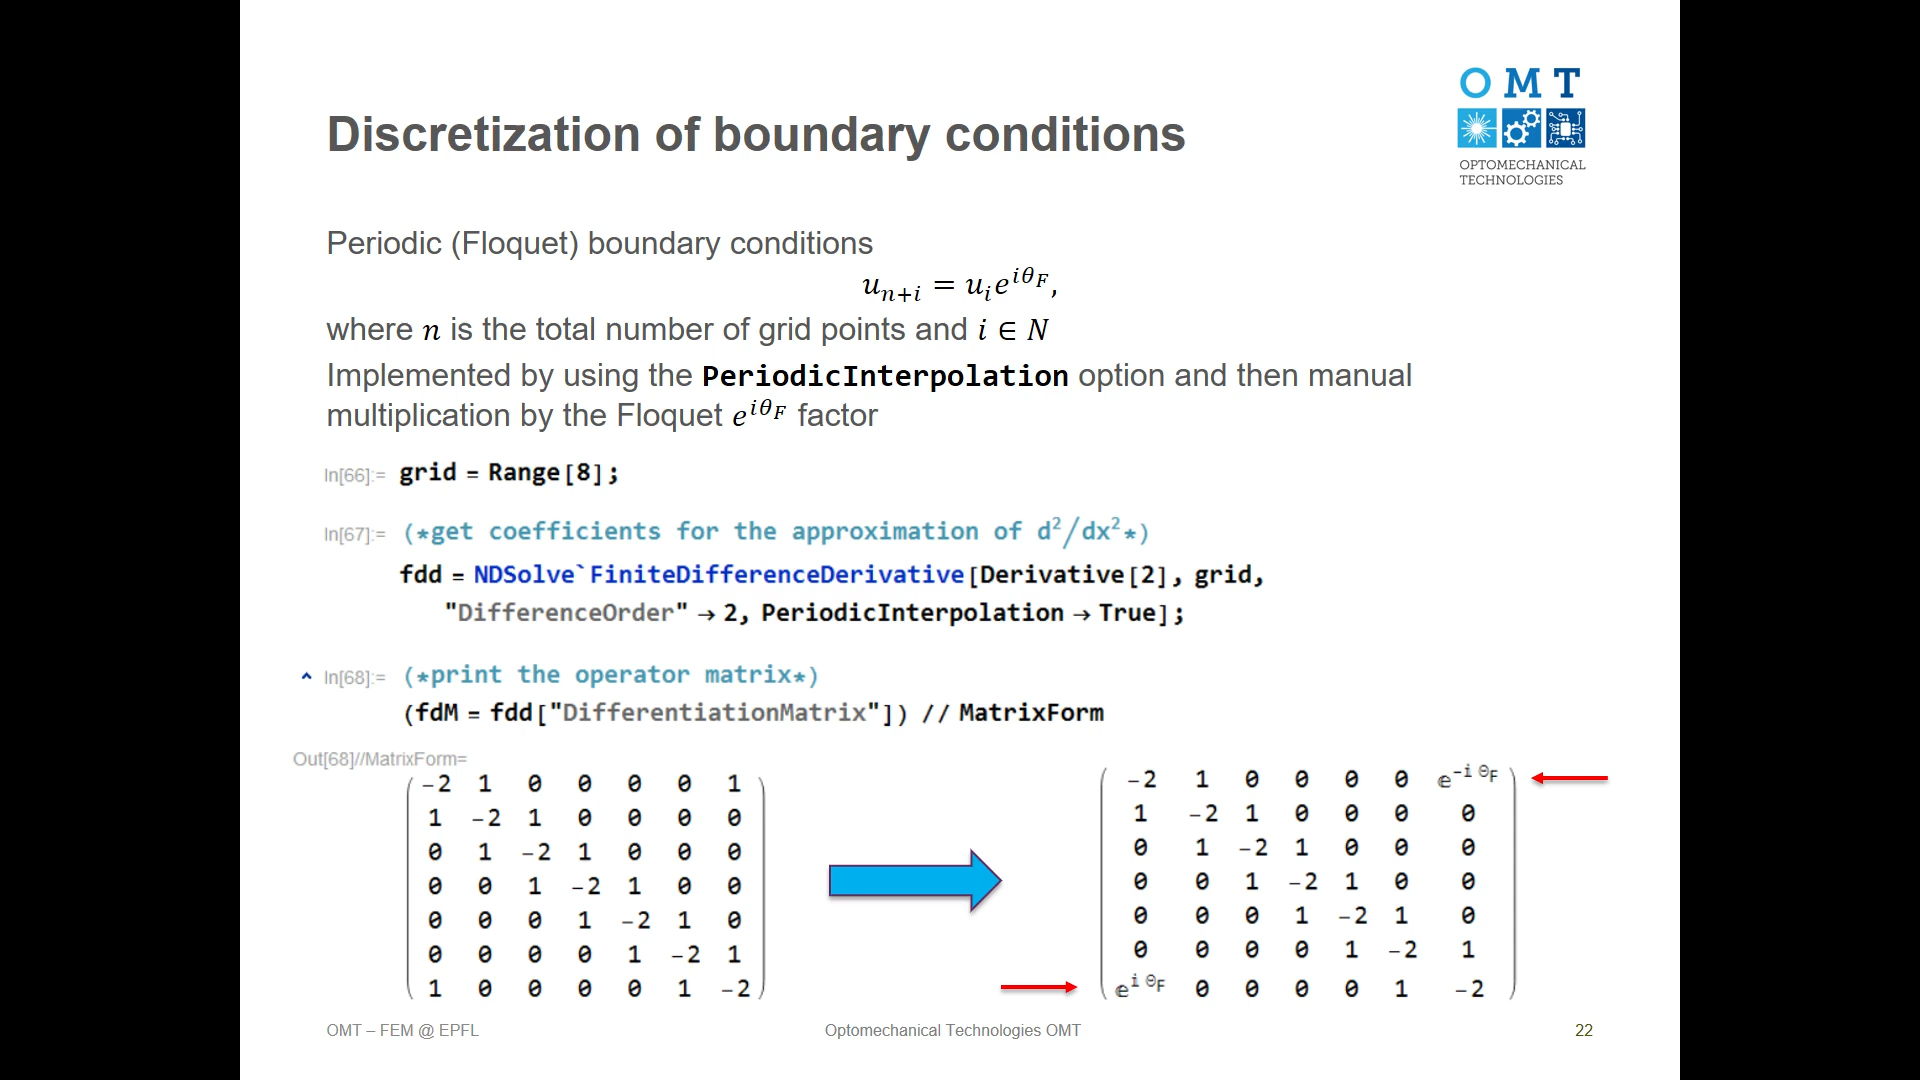 OMT
OPTOMECHANICAL
TECHNOLOGIES
Discretization of boundary conditions
Periodic (Floquet) boundary conditions
uₙ₊ᵢ = uᵢe^{iθ_F},
where n is the total number of grid points and i ∈ N
Implemented by using the PeriodicInterpolation option and then manual
multiplication by the Floquet e^{iθ_F} factor
In[66]:= grid = Range[8];
In[67]:= (*get coefficients for the approximation of d²/dx²*)
fdd = NDSolve`FiniteDifferenceDerivative[Derivative[2], grid,
"DifferenceOrder" → 2, PeriodicInterpolation → True];
In[68]:= (*print the operator matrix*)
(fdM = fdd["DifferentiationMatrix"]) // MatrixForm
Out[68]//MatrixForm=
-2 1 0 0 0 0 1
1 -2 1 0 0 0 0
0 1 -2 1 0 0 0
0 0 1 -2 1 0 0
0 0 0 1 -2 1 0
0 0 0 0 1 -2 1
1 0 0 0 0 1 -2
-2 1 0 0 0 0 e^{-i Θ_F}
1 -2 1 0 0 0 0
0 1 -2 1 0 0 0
0 0 1 -2 1 0 0
0 0 0 1 -2 1 0
0 0 0 0 1 -2 1
e^{i Θ_F} 0 0 0 0 1 -2
OMT – FEM @ EPFL
Optomechanical Technologies OMT
22